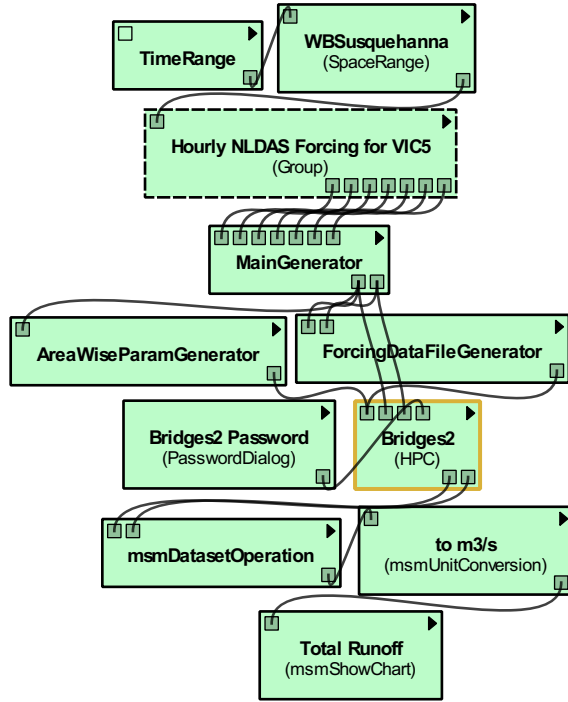 TimeRange
WBSusquehanna
(SpaceRange)
Hourly NLDAS Forcing for VIC5
(Group)
MainGenerator
AreaWiseParamGenerator
ForcingDataFileGenerator
Bridges2 Password
(PasswordDialog)
Bridges2
(HPC)
msmDatasetOperation
to m3/s
(msmUnitConversion)
Total Runoff
(msmShowChart)